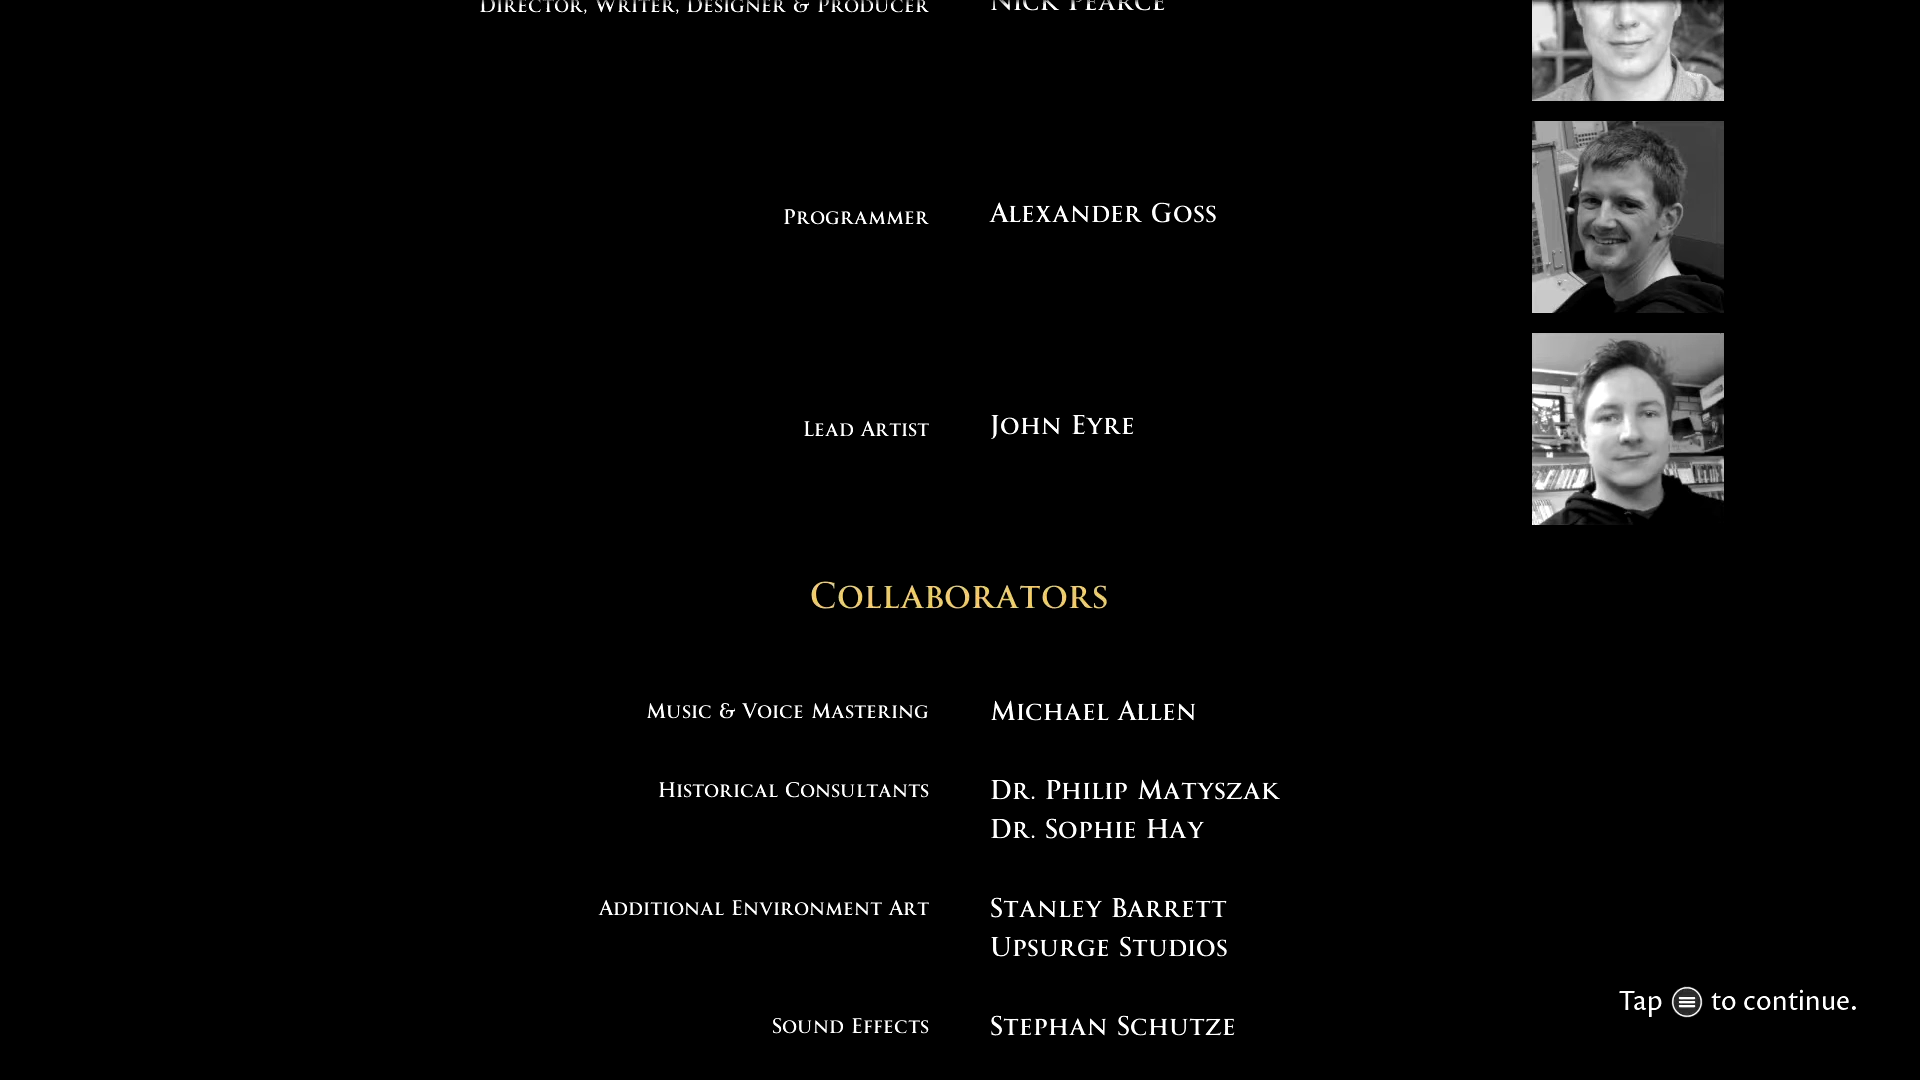 Director, Writer, Designer & Producer Nick Pearce
Programmer Alexander Goss
Lead Artist John Eyre
Collaborators
Music & Voice Mastering Michael Allen
Historical Consultants Dr. Philip Matyszak
Dr. Sophie Hay
Additional Environment Art Stanley Barrett
Upsurge Studios
Sound Effects Stephan Schutze
Tap to continue.